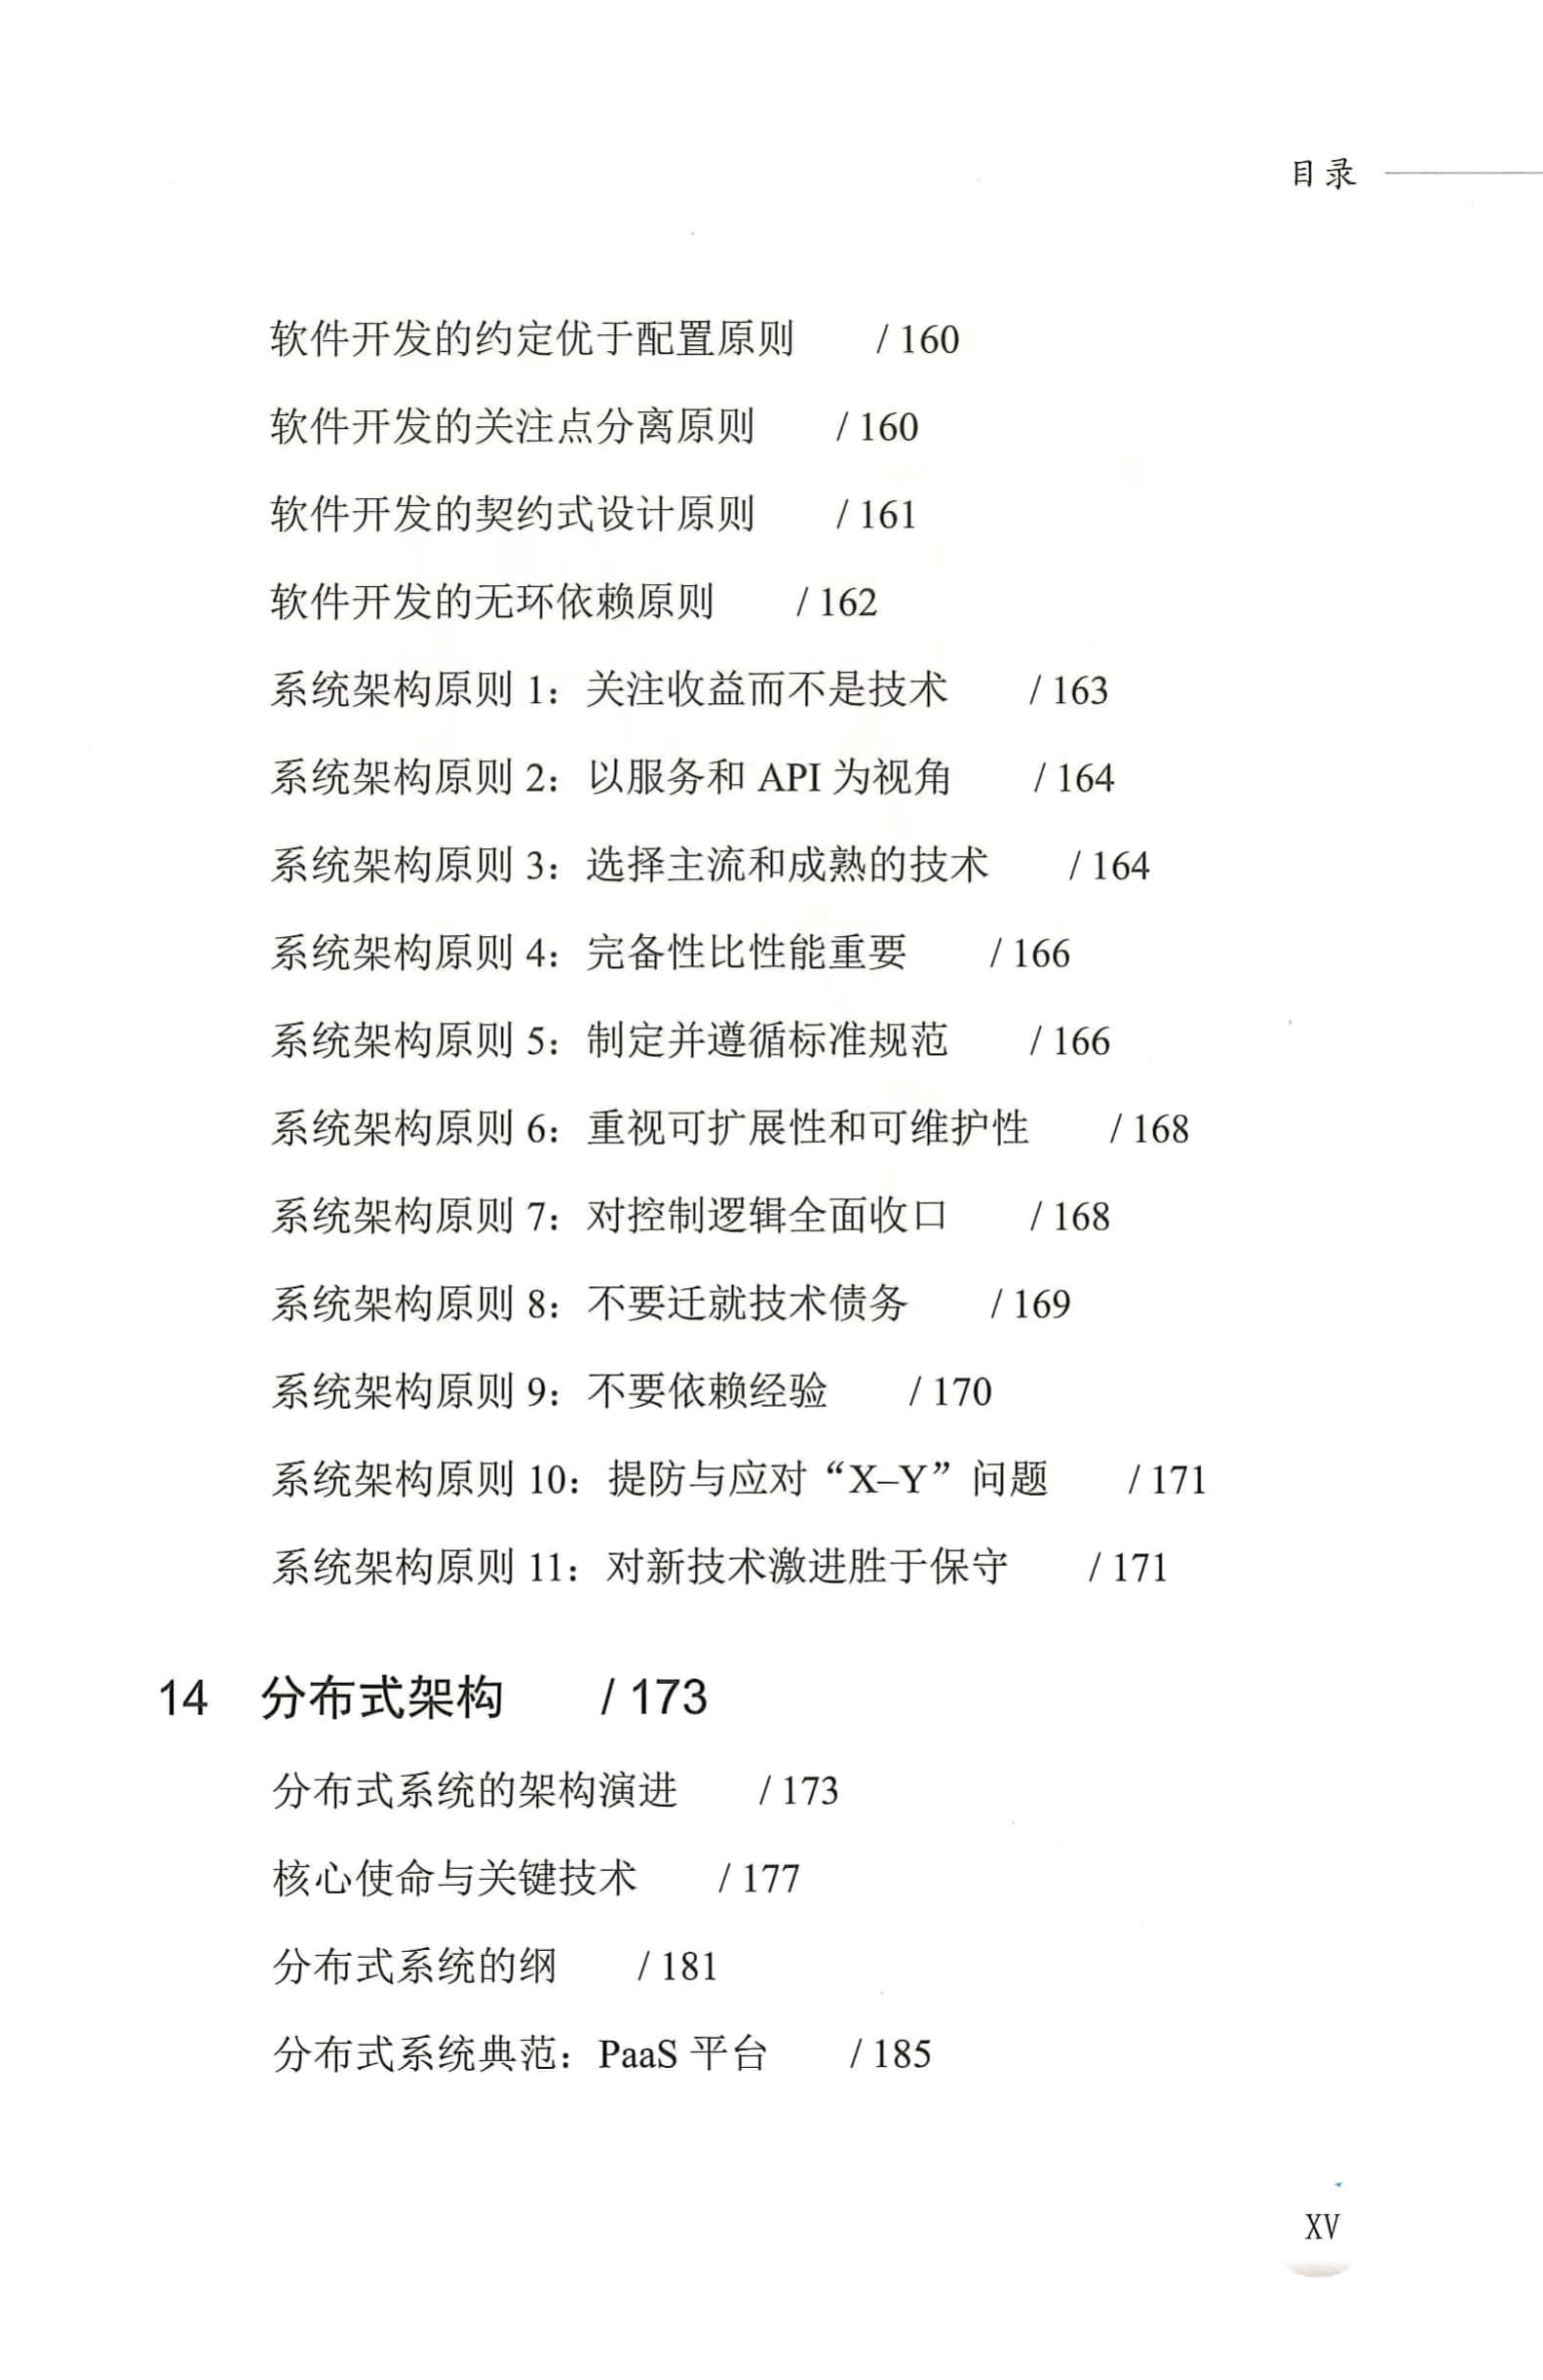 目录
软件开发的约定优于配置原则 / 160
软件开发的关注点分离原则 / 160
软件开发的契约式设计原则 / 161
软件开发的无环依赖原则 / 162
系统架构原则 1：关注收益而不是技术 / 163
系统架构原则 2：以服务和 API 为视角 / 164
系统架构原则 3：选择主流和成熟的技术 / 164
系统架构原则 4：完备性比性能重要 / 166
系统架构原则 5：制定并遵循标准规范 / 166
系统架构原则 6：重视可扩展性和可维护性 / 168
系统架构原则 7：对控制逻辑全面收口 / 168
系统架构原则 8：不要迁就技术债务 / 169
系统架构原则 9：不要依赖经验 / 170
系统架构原则 10：提防与应对“X–Y”问题 / 171
系统架构原则 11：对新技术激进胜于保守 / 171
14 分布式架构 / 173
分布式系统的架构演进 / 173
核心使命与关键技术 / 177
分布式系统的纲 / 181
分布式系统典范：PaaS 平台 / 185
XV